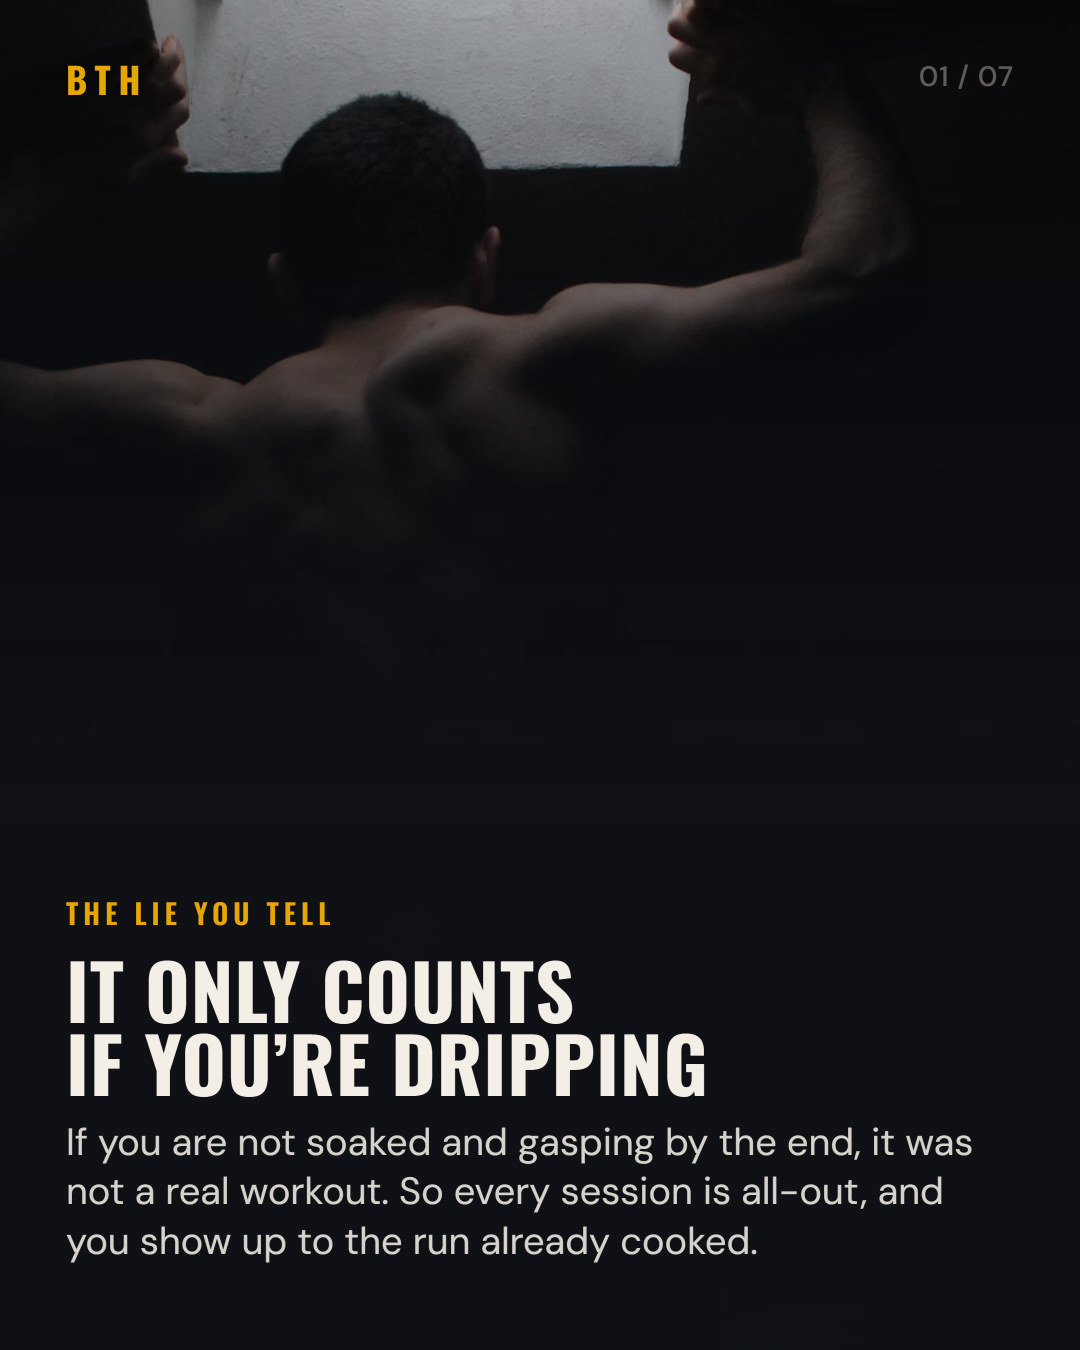 BTH
01 / 07
THE LIE YOU TELL
IT ONLY COUNTS
IF YOU’RE DRIPPING
If you are not soaked and gasping by the end, it was
not a real workout. So every session is all-out, and
you show up to the run already cooked.